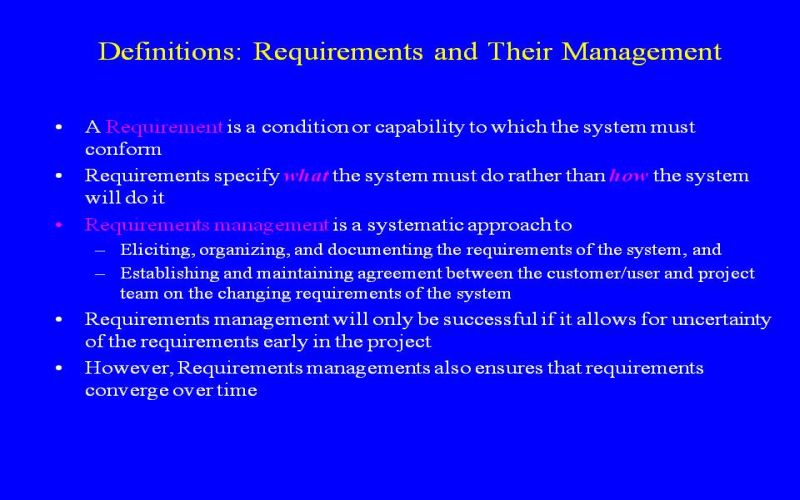 Definitions: Requirements and Their Management
• A Requirement is a condition or capability to which the system must
conform
• Requirements specify what the system must do rather than how the system
will do it
• Requirements management is a systematic approach to
– Eliciting, organizing, and documenting the requirements of the system, and
– Establishing and maintaining agreement between the customer/user and project
team on the changing requirements of the system
• Requirements management will only be successful if it allows for uncertainty
of the requirements early in the project
• However, Requirements managements also ensures that requirements
converge over time